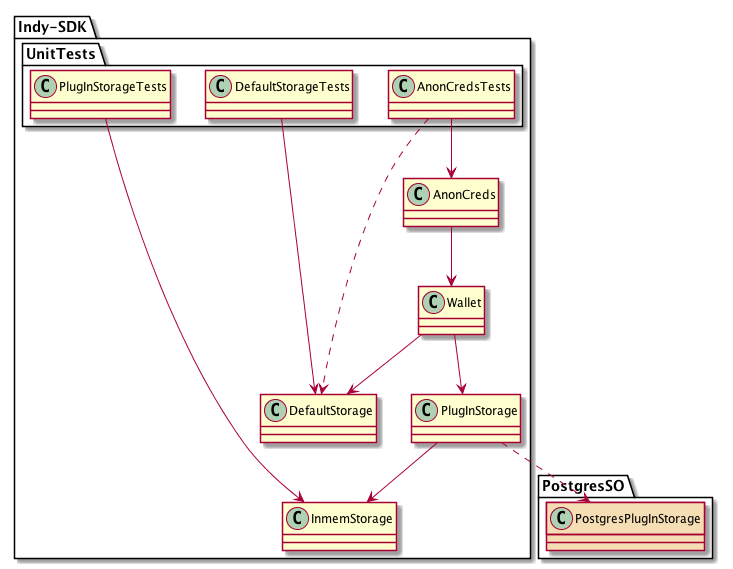 Indy-SDK
UnitTests
C PlugInStorageTests
C DefaultStorageTests
C AnonCredsTests
C AnonCreds
C Wallet
C DefaultStorage
C PlugInStorage
PostgresSO
C InmemStorage
C PostgresPlugInStorage